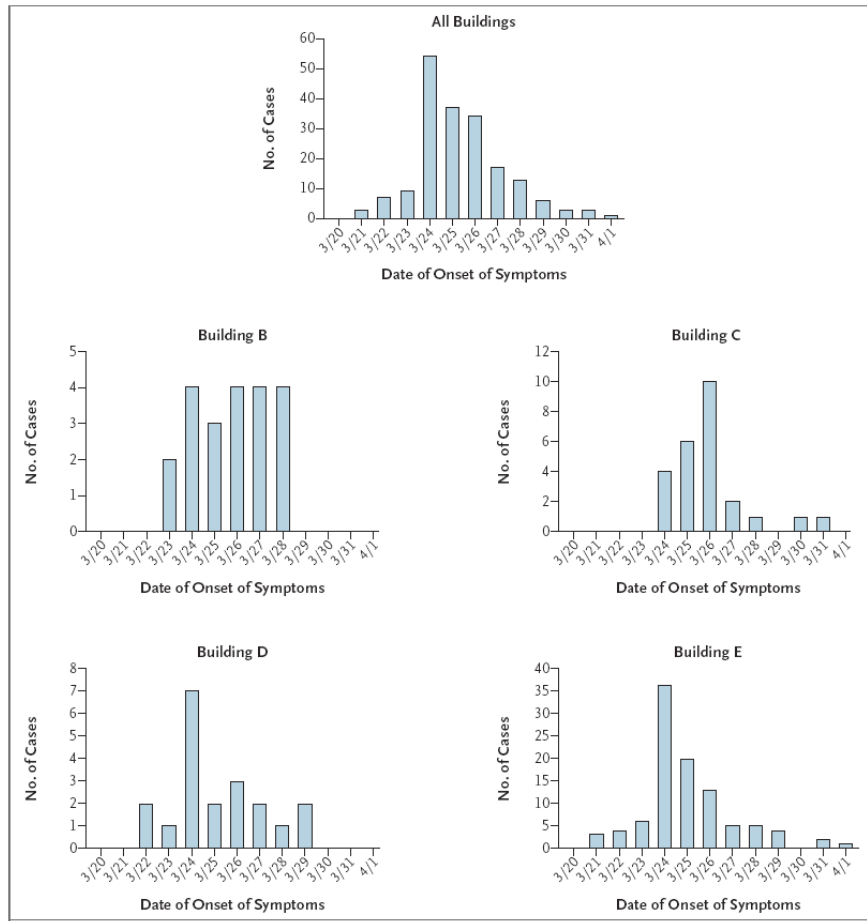 All Buildings
No. of Cases
60
50
40
30
20
10
0
3/20 3/21 3/22 3/23 3/24 3/25 3/26 3/27 3/28 3/29 3/30 3/31 4/1
Date of Onset of Symptoms
Building B
No. of Cases
5
4
3
2
1
0
3/20 3/21 3/22 3/23 3/24 3/25 3/26 3/27 3/28 3/29 3/30 3/31 4/1
Date of Onset of Symptoms
Building C
No. of Cases
12
10
8
6
4
2
0
3/20 3/21 3/22 3/23 3/24 3/25 3/26 3/27 3/28 3/29 3/30 3/31 4/1
Date of Onset of Symptoms
Building D
No. of Cases
8
7
6
5
4
3
2
1
0
3/20 3/21 3/22 3/23 3/24 3/25 3/26 3/27 3/28 3/29 3/30 3/31 4/1
Date of Onset of Symptoms
Building E
No. of Cases
40
35
30
25
20
15
10
5
0
3/20 3/21 3/22 3/23 3/24 3/25 3/26 3/27 3/28 3/29 3/30 3/31 4/1
Date of Onset of Symptoms